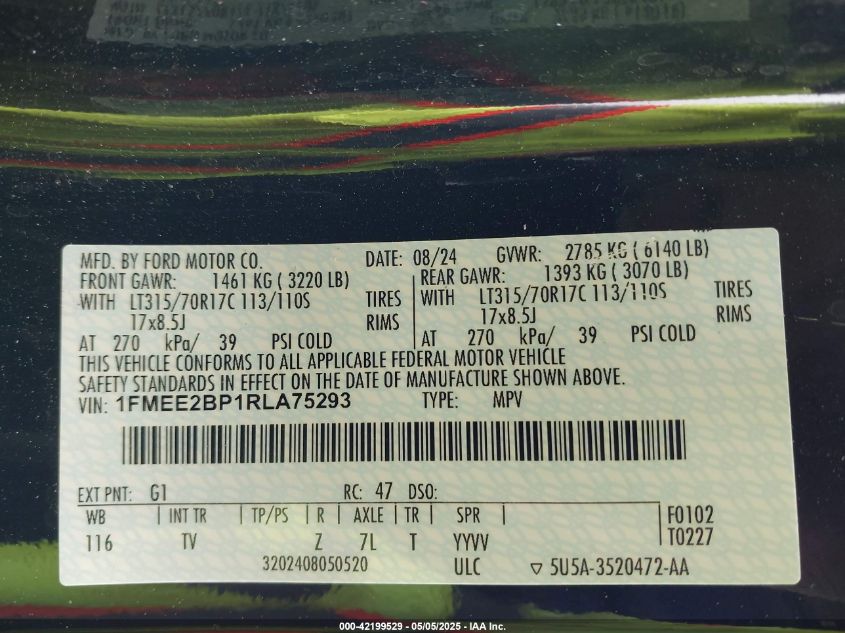 MFD. BY FORD MOTOR CO. DATE: 08/24 GVWR: 2785 KG ( 6140 LB)
FRONT GAWR: 1461 KG ( 3220 LB) REAR GAWR: 1393 KG ( 3070 LB)
WITH LT315/70R17C 113/110S TIRES WITH LT315/70R17C 113/110S TIRES
17x8.5J RIMS 17x8.5J RIMS
AT 270 kPa/ 39 PSI COLD AT 270 kPa/ 39 PSI COLD
THIS VEHICLE CONFORMS TO ALL APPLICABLE FEDERAL MOTOR VEHICLE
SAFETY STANDARDS IN EFFECT ON THE DATE OF MANUFACTURE SHOWN ABOVE.
VIN: 1FMEE2BP1RLA75293 TYPE: MPV
EXT PNT: G1 RC: 47 DSO:
WB | INT TR | TP/PS | R | AXLE | TR | SPR | F0102
116 TV Z 7L T YYVV T0227
3202408050520 ULC ▽ 5U5A-3520472-AA
000-42199529 - 05/05/2025 - IAA Inc.